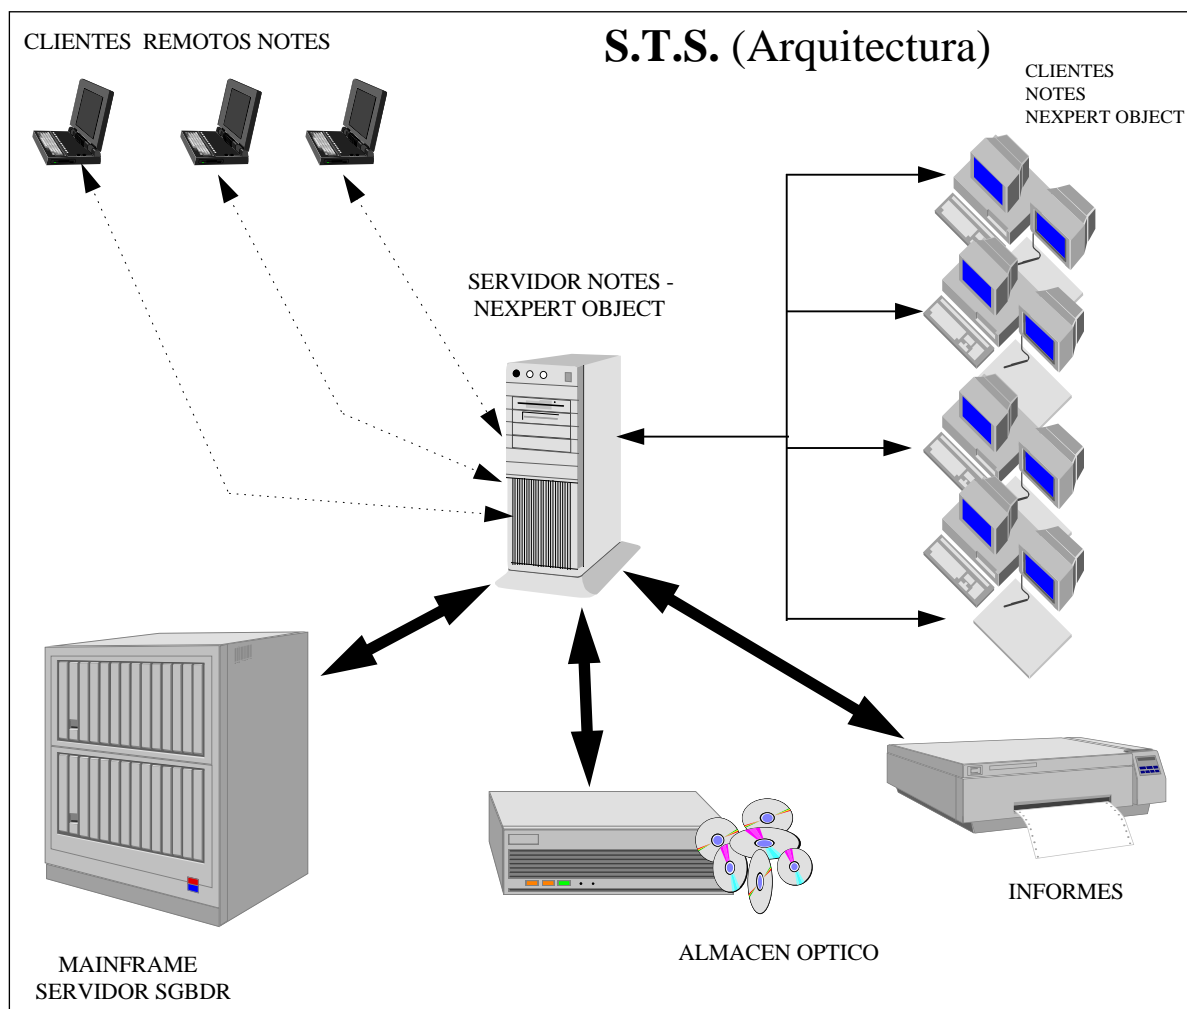 CLIENTES REMOTOS NOTES
S.T.S. (Arquitectura)
CLIENTES
NOTES
NEXPERT OBJECT
SERVIDOR NOTES -
NEXPERT OBJECT
INFORMES
ALMACEN OPTICO
MAINFRAME
SERVIDOR SGBDR